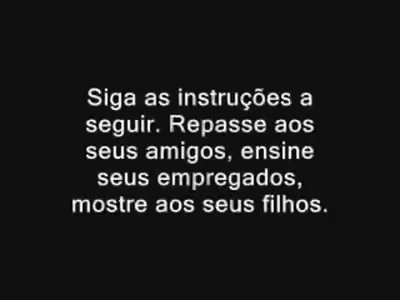 Siga as instruções a
seguir. Repasse aos
seus amigos, ensine
seus empregados,
mostre aos seus filhos.